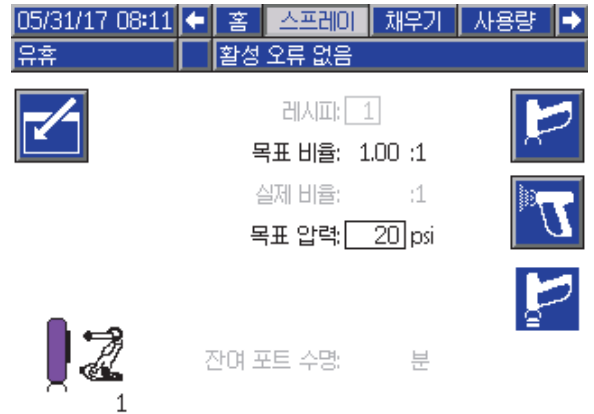 05/31/17 08:11 홈 스프레이 채우기 사용량
유휴 활성 오류 없음
레시피: 1
목표 비율: 1.00 :1
실제 비율: :1
목표 압력: 20 psi
잔여 포트 수명: 분
1